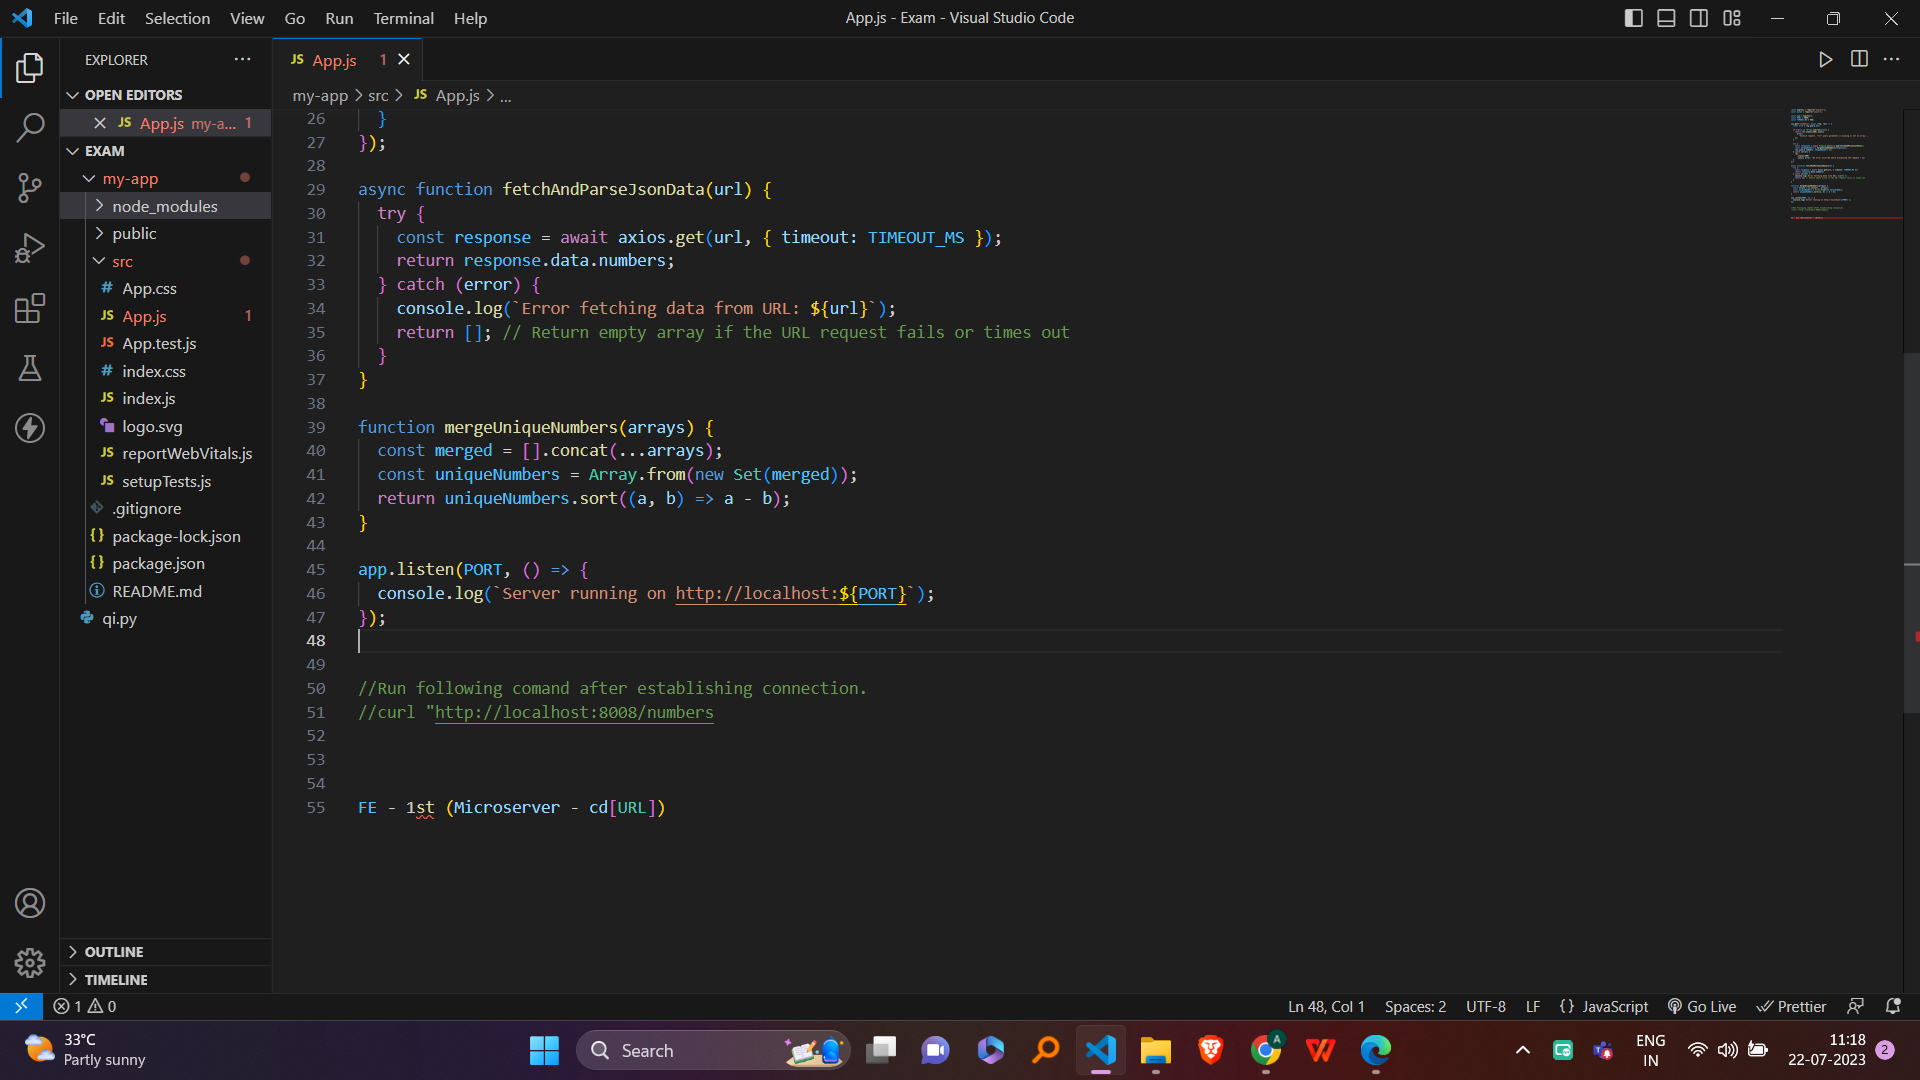 File Edit Selection View Go Run Terminal Help
App.js - Exam - Visual Studio Code
EXPLORER
OPEN EDITORS
JS App.js my-a... 1
EXAM
my-app
node_modules
public
src
# App.css
JS App.js 1
JS App.test.js
# index.css
JS index.js
logo.svg
JS reportWebVitals.js
JS setupTests.js
.gitignore
{} package-lock.json
{} package.json
README.md
qi.py
OUTLINE
TIMELINE
JS App.js 1
my-app > src > JS App.js > ...
26 }
27 });
28
29 async function fetchAndParseJsonData(url) {
30 try {
31 const response = await axios.get(url, { timeout: TIMEOUT_MS });
32 return response.data.numbers;
33 } catch (error) {
34 console.log(`Error fetching data from URL: ${url}`);
35 return []; // Return empty array if the URL request fails or times out
36 }
37 }
38
39 function mergeUniqueNumbers(arrays) {
40 const merged = [].concat(...arrays);
41 const uniqueNumbers = Array.from(new Set(merged));
42 return uniqueNumbers.sort((a, b) => a - b);
43 }
44
45 app.listen(PORT, () => {
46 console.log(`Server running on http://localhost:${PORT}`);
47 });
48
49
50 //Run following comand after establishing connection.
51 //curl "http://localhost:8008/numbers
52
53
54
55 FE - 1st (Microserver - cd[URL])
1 0
Ln 48, Col 1 Spaces: 2 UTF-8 LF {} JavaScript Go Live Prettier
33°C
Partly sunny
Search
A
ENG
IN
11:18
22-07-2023
2